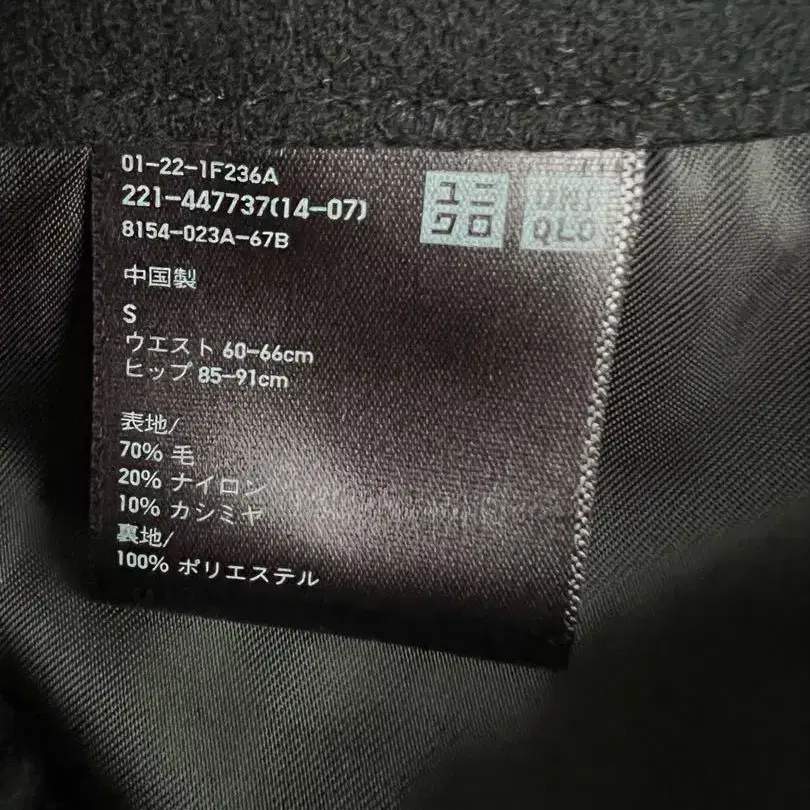 01-22-1F236A
221-447737(14-07)
8154-023A-67B
ユニ
クロ
UNI
QLO
中国製
S
ウエスト 60-66cm
ヒップ 85-91cm
表地/
70% 毛
20% ナイロン
10% カシミヤ
裏地/
100% ポリエステル